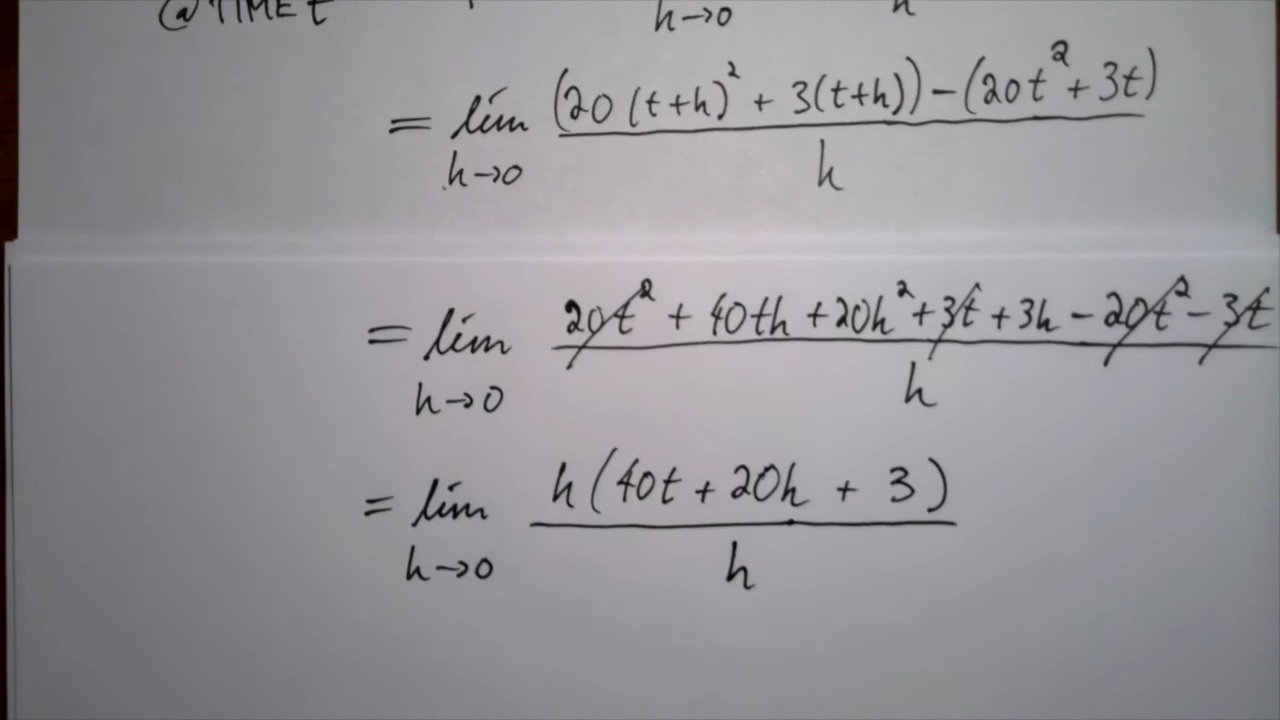 @ TIME t h→0 h
= lim (20(t+h)² + 3(t+h)) - (20t² + 3t)
h→0 h
= lim 20t² + 40th + 20h² + 3t + 3h - 20t² - 3t
h→0 h
= lim h(40t + 20h + 3)
h→0 h